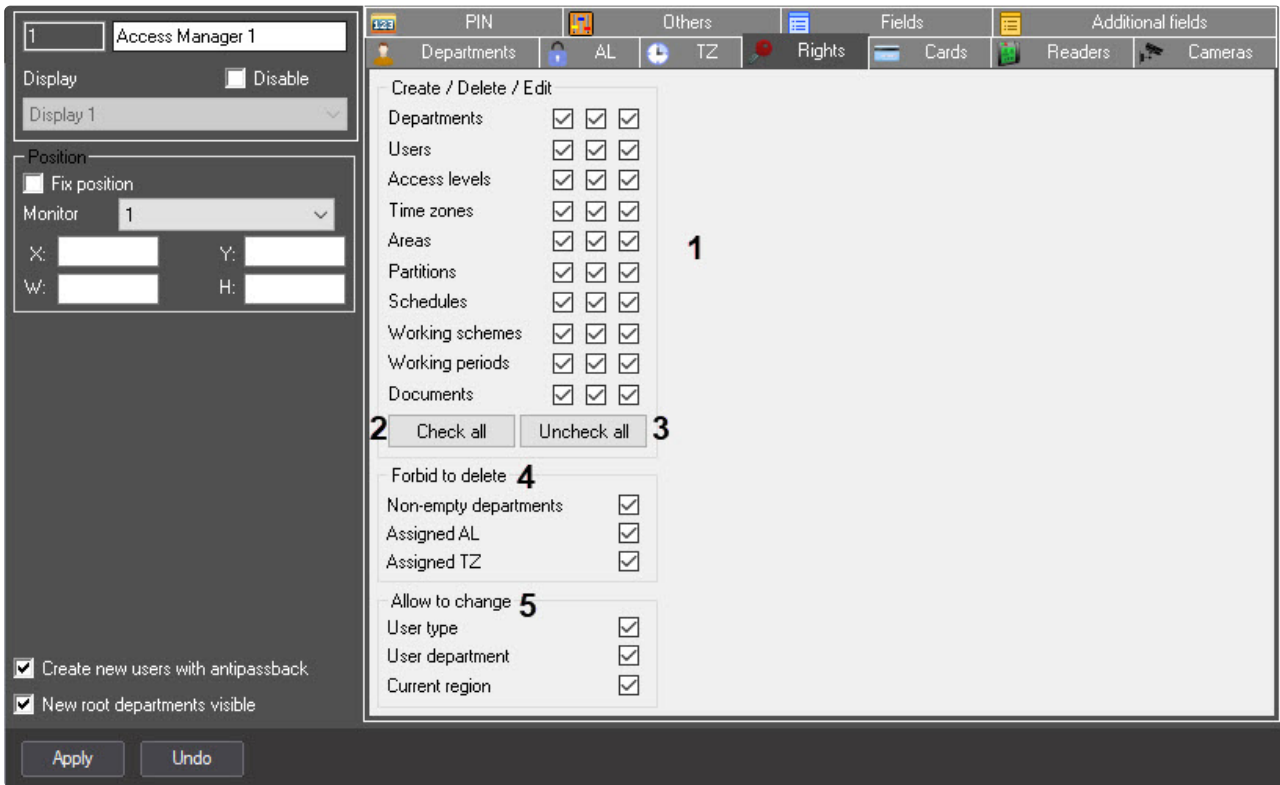 1 Access Manager 1
Display Disable
Display 1
Position
Fix position
Monitor 1
X: Y:
W: H:
Create new users with antipassback
New root departments visible
Apply Undo
123 PIN Others Fields Additional fields
Departments AL TZ Rights Cards Readers Cameras
Create / Delete / Edit
Departments
Users
Access levels
Time zones
Areas
1
Partitions
Schedules
Working schemes
Working periods
Documents
2 Check all Uncheck all 3
Forbid to delete 4
Non-empty departments
Assigned AL
Assigned TZ
Allow to change 5
User type
User department
Current region